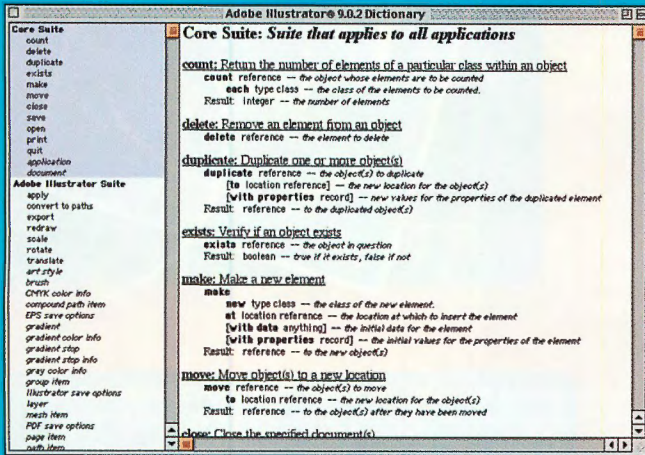 Adobe Illustrator® 9.0.2 Dictionary
Core Suite
count
delete
duplicate
exists
make
move
close
save
open
print
quit
application
document
Adobe Illustrator Suite
apply
convert to paths
export
redraw
scale
rotate
translate
art style
brush
CMYK color info
compound path item
EPS save options
gradient
gradient color info
gradient stop
gradient stop info
gray color info
group item
Illustrator save options
layer
mesh item
PDF save options
page item
path item
Core Suite: Suite that applies to all applications
count: Return the number of elements of a particular class within an object
count reference -- the object whose elements are to be counted
each type class -- the class of the elements to be counted.
Result: integer -- the number of elements
delete: Remove an element from an object
delete reference -- the element to delete
duplicate: Duplicate one or more object(s)
duplicate reference -- the object(s) to duplicate
[to location reference] -- the new location for the object(s)
[with properties record] -- new values for the properties of the duplicated element
Result: reference -- to the duplicated object(s)
exists: Verify if an object exists
exists reference -- the object in question
Result: boolean -- true if it exists, false if not
make: Make a new element
make
new type class -- the class of the new element.
at location reference -- the location at which to insert the element
[with data anything] -- the initial data for the element
[with properties record] -- the initial values for the properties of the element
Result: reference -- to the new object(s)
move: Move object(s) to a new location
move reference -- the object(s) to move
to location reference -- the new location for the object(s)
Result: reference -- to the object(s) after they have been moved
close: Close the specified document(s)